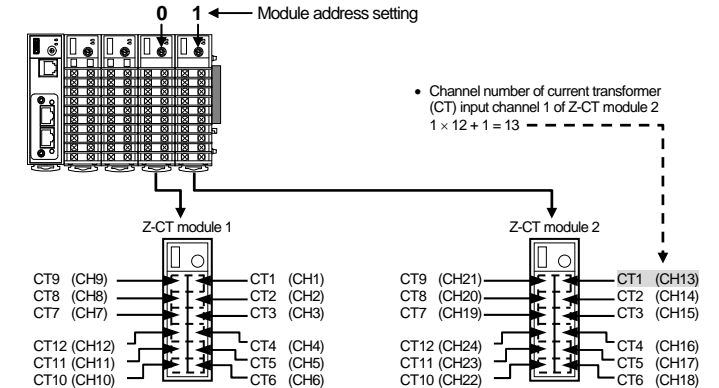 0 1 Module address setting
• Channel number of current transformer
(CT) input channel 1 of Z-CT module 2
1 × 12 + 1 = 13
Z-CT module 1
CT9 (CH9)
CT8 (CH8)
CT7 (CH7)
CT12 (CH12)
CT11 (CH11)
CT10 (CH10)
CT1 (CH1)
CT2 (CH2)
CT3 (CH3)
CT4 (CH4)
CT5 (CH5)
CT6 (CH6)
Z-CT module 2
CT9 (CH21)
CT8 (CH20)
CT7 (CH19)
CT12 (CH24)
CT11 (CH23)
CT10 (CH22)
CT1 (CH13)
CT2 (CH14)
CT3 (CH15)
CT4 (CH16)
CT5 (CH17)
CT6 (CH18)